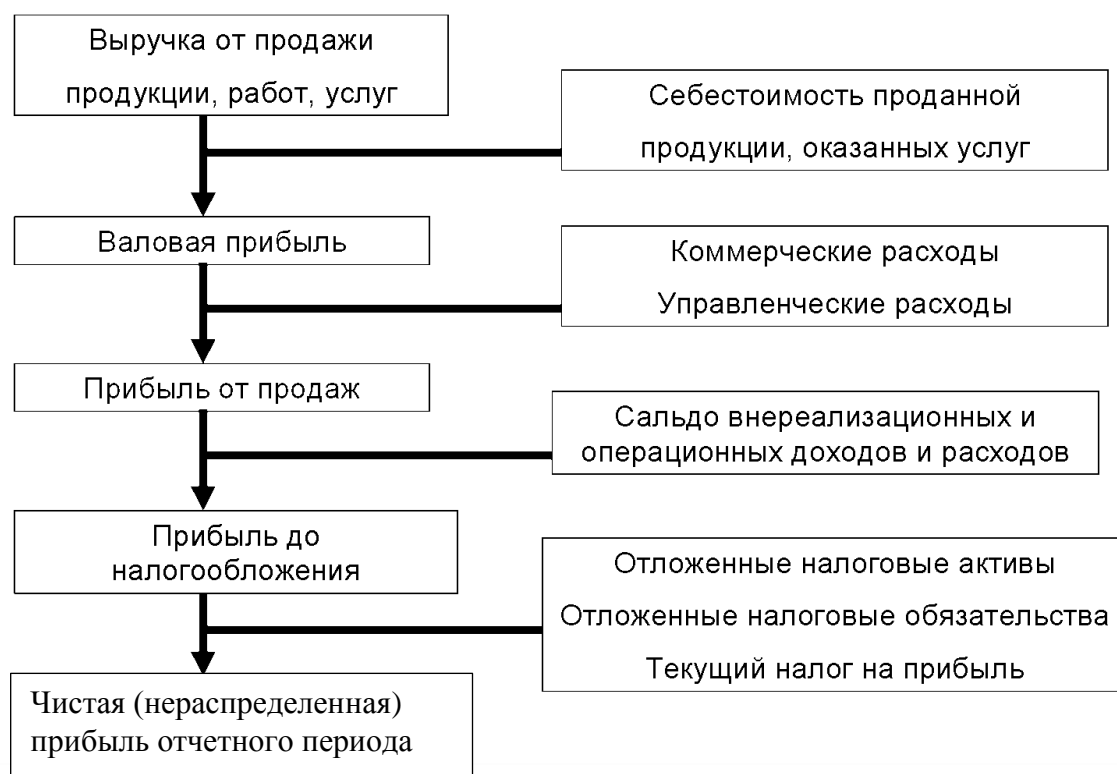 Выручка от продажи
продукции, работ, услуг
Себестоимость проданной
продукции, оказанных услуг
Валовая прибыль
Коммерческие расходы
Управленческие расходы
Прибыль от продаж
Сальдо внереализационных и
операционных доходов и расходов
Прибыль до
налогообложения
Отложенные налоговые активы
Отложенные налоговые обязательства
Текущий налог на прибыль
Чистая (нераспределенная)
прибыль отчетного периода